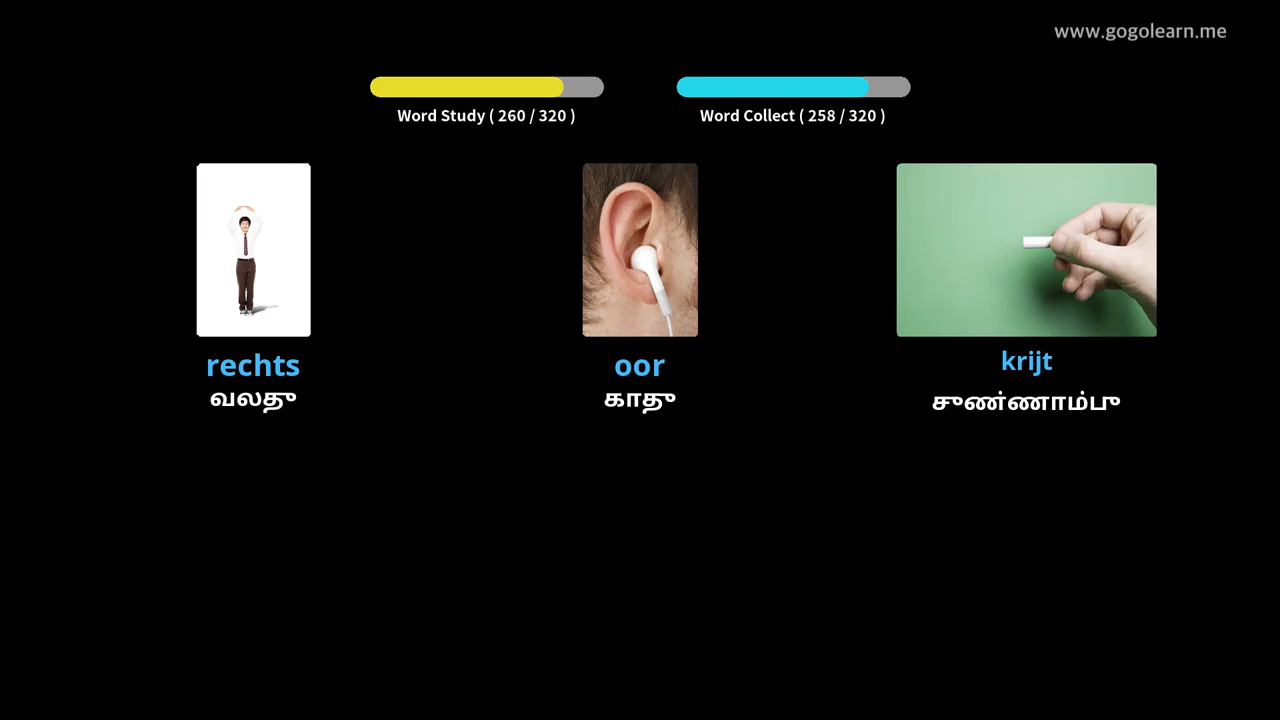 www.gogolearn.me
Word Study ( 260 / 320 )
Word Collect ( 258 / 320 )
rechts
வலது
oor
காது
krijt
சுண்ணாம்பு